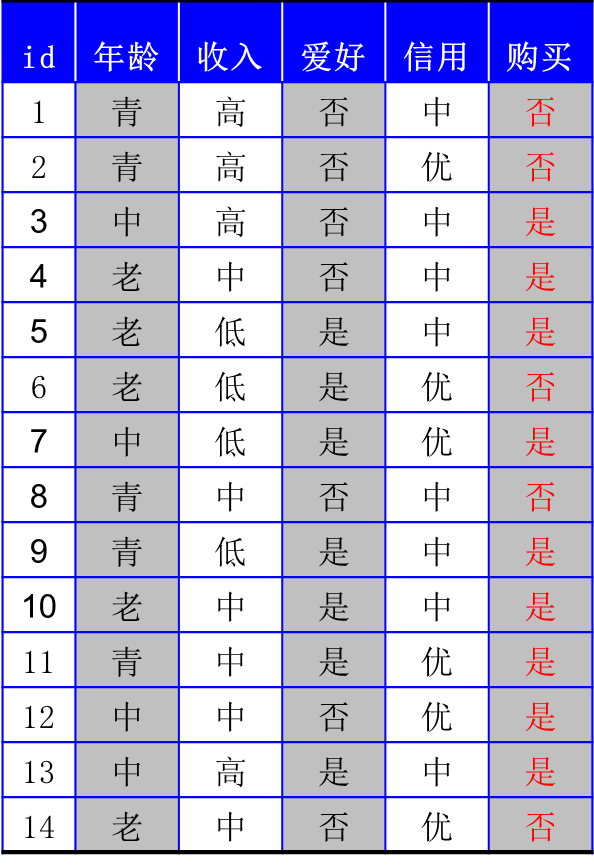 id 年龄 收入 爱好 信用 购买
1 青 高 否 中 否
2 青 高 否 优 否
3 中 高 否 中 是
4 老 中 否 中 是
5 老 低 是 中 是
6 老 低 是 优 否
7 中 低 是 优 是
8 青 中 否 中 否
9 青 低 是 中 是
10 老 中 是 中 是
11 青 中 是 优 是
12 中 中 否 优 是
13 中 高 是 中 是
14 老 中 否 优 否